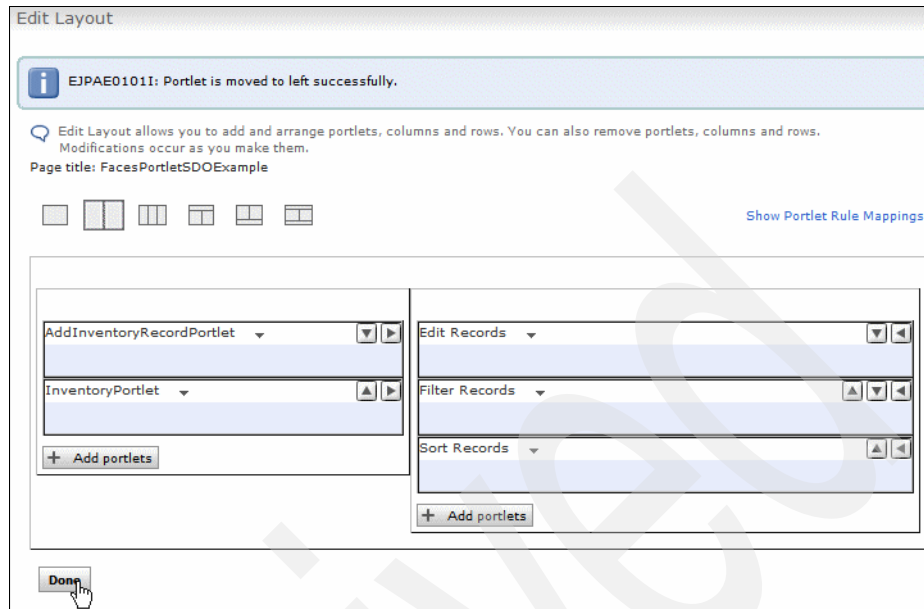 Edit Layout
EJPAE0101I: Portlet is moved to left successfully.
Edit Layout allows you to add and arrange portlets, columns and rows. You can also remove portlets, columns and rows.
Modifications occur as you make them.
Page title: FacesPortletSDOExample
Show Portlet Rule Mappings
AddInventoryRecordPortlet
InventoryPortlet
+ Add portlets
Edit Records
Filter Records
Sort Records
+ Add portlets
Done